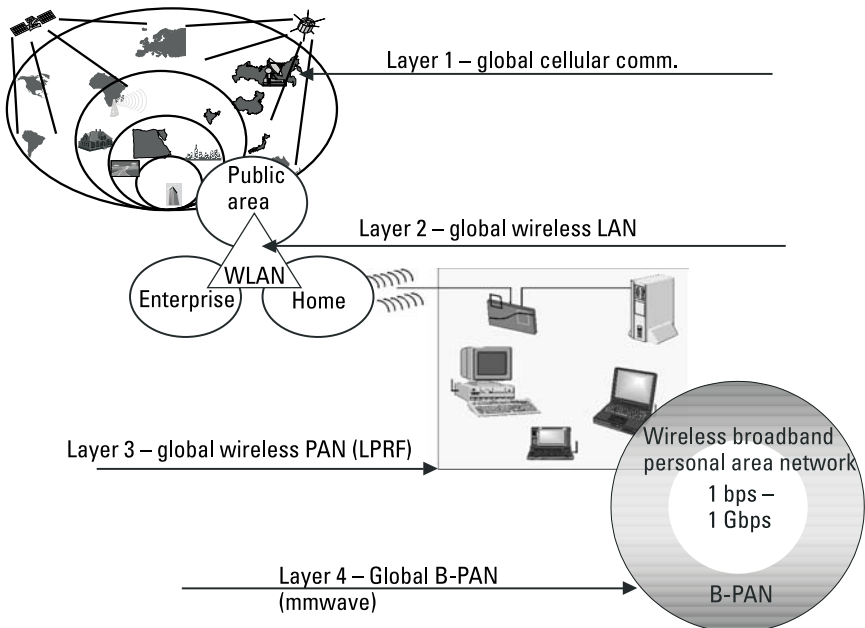 Layer 1 – global cellular comm.
Public
area
Layer 2 – global wireless LAN
WLAN
Enterprise
Home
Layer 3 – global wireless PAN (LPRF)
Wireless broadband
personal area network
1 bps –
1 Gbps
Layer 4 – Global B-PAN
(mmwave)
B-PAN